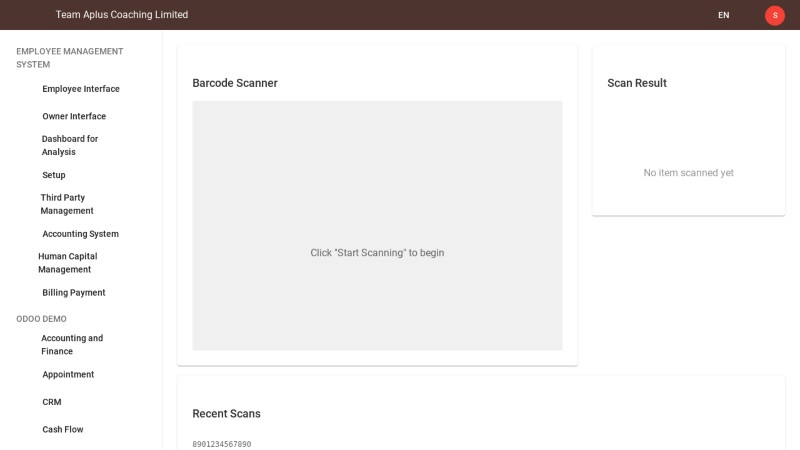 Team Aplus Coaching Limited
EN
S
EMPLOYEE MANAGEMENT
SYSTEM
Employee Interface
Owner Interface
Dashboard for
Analysis
Setup
Third Party
Management
Accounting System
Human Capital
Management
Billing Payment
ODOO DEMO
Accounting and
Finance
Appointment
CRM
Cash Flow
Barcode Scanner
Click "Start Scanning" to begin
Scan Result
No item scanned yet
Recent Scans
8901234567890